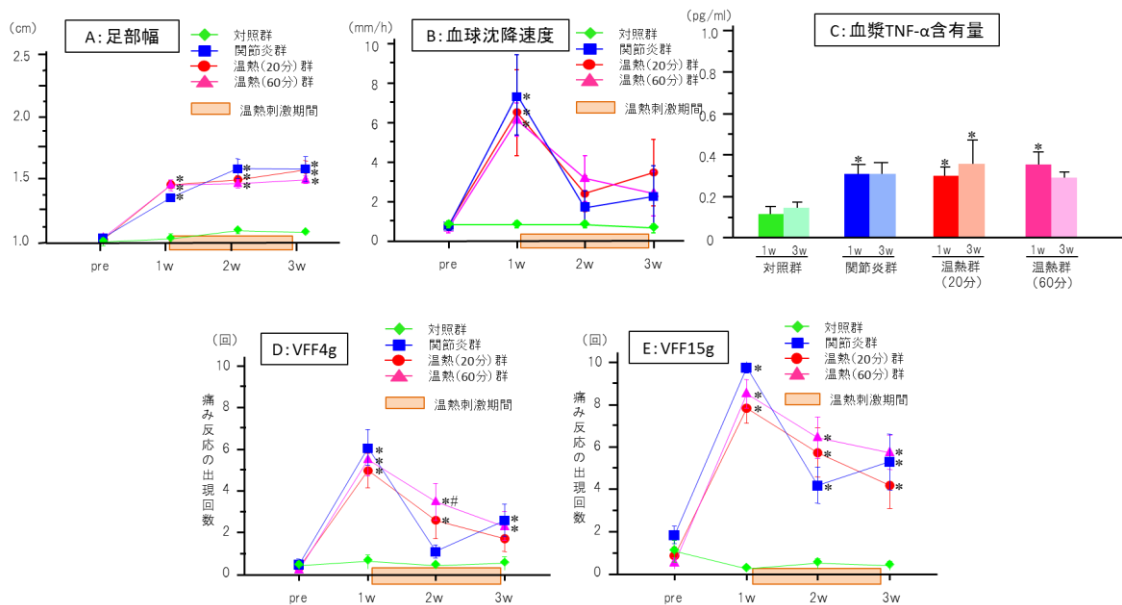 (cm)
A:足部幅
対照群
関節炎群
温熱(20分)群
温熱(60分)群
温熱刺激期間
2.5
2.0
1.5
1.0
pre
1w
2w
3w
(mm/h)
B:血球沈降速度
対照群
関節炎群
温熱(20分)群
温熱(60分)群
温熱刺激期間
10
8
6
4
2
0
pre
1w
2w
3w
(pg/ml)
C:血漿TNF-α含有量
1.0
0.8
0.6
0.4
0.2
0
1w 3w
対照群
1w 3w
関節炎群
1w 3w
温熱群
(20分)
1w 3w
温熱群
(60分)
(回)
D:VFF4g
対照群
関節炎群
温熱(20分)群
温熱(60分)群
温熱刺激期間
痛み反応の出現回数
10
8
6
4
2
0
*#
pre
1w
2w
3w
(回)
E:VFF15g
対照群
関節炎群
温熱(20分)群
温熱(60分)群
温熱刺激期間
痛み反応の出現回数
10
8
6
4
2
0
pre
1w
2w
3w